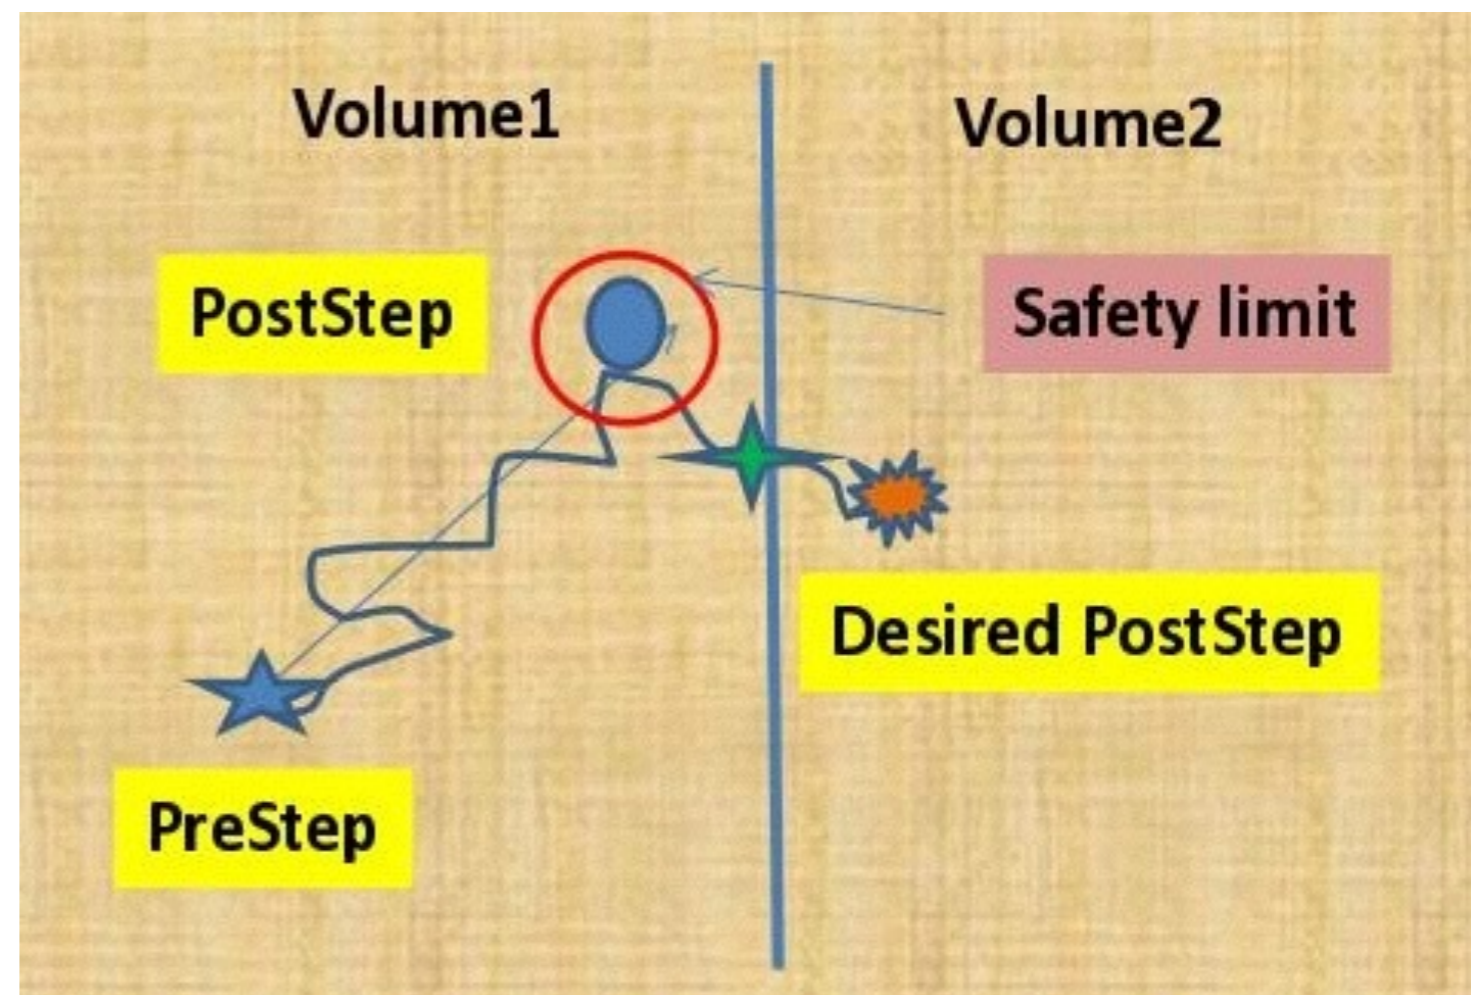 Volume1
Volume2
PostStep
Safety limit
Desired PostStep
PreStep